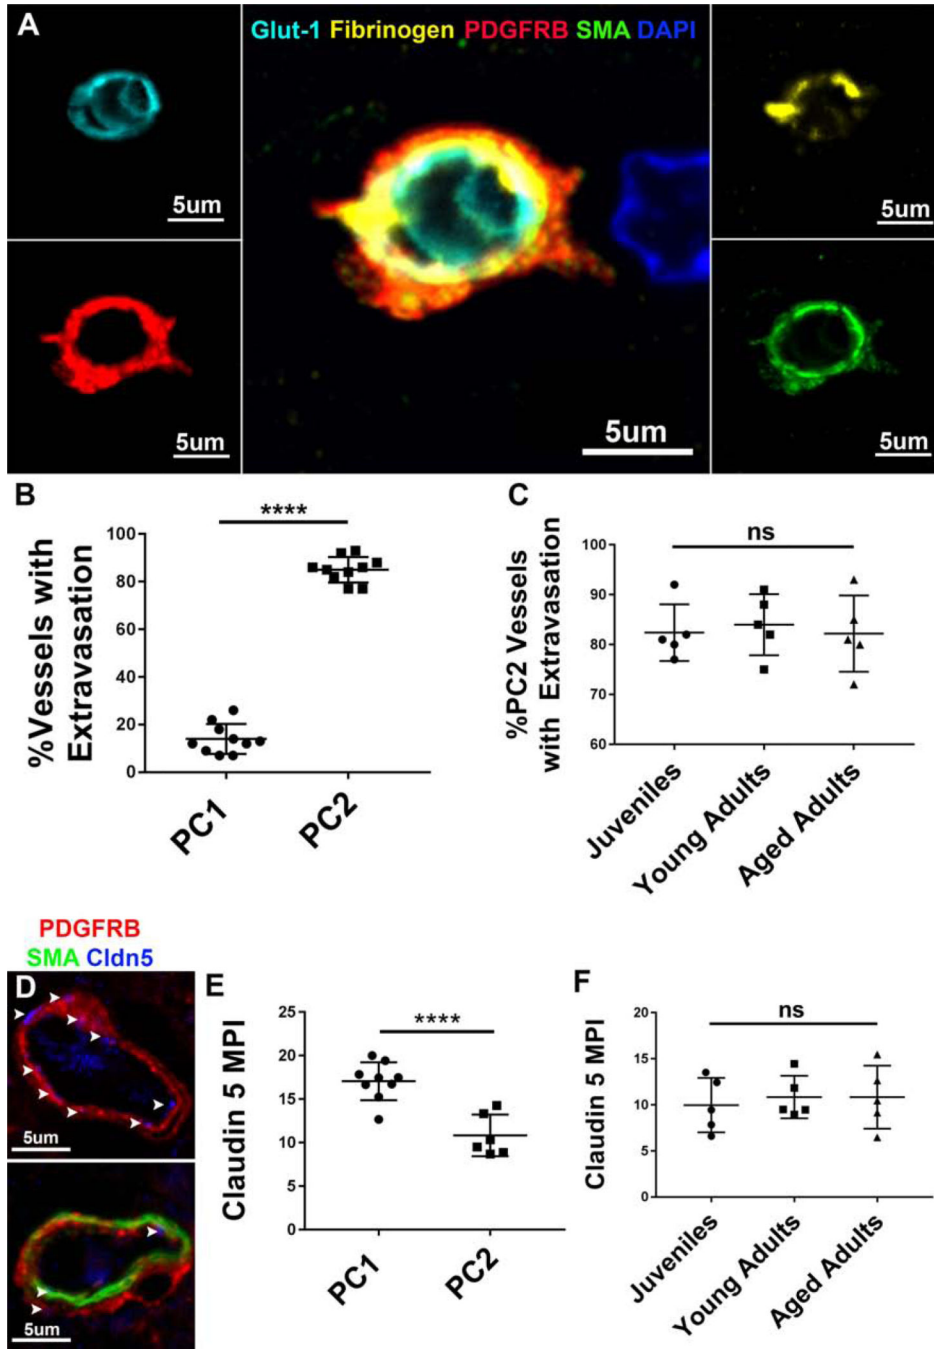 A
Glut-1 Fibrinogen PDGFRB SMA DAPI
5um
5um
5um
5um
5um
B
****
%Vessels with
Extravasation
100
80
60
40
20
0
PC1
PC2
C
ns
%PC2 Vessels
with Extravasation
100
90
80
70
60
Juveniles
Young Adults
Aged Adults
PDGFRB
SMA Cldn5
D
5um
5um
E
****
Claudin 5 MPI
25
20
15
10
5
0
PC1
PC2
F
ns
Claudin 5 MPI
20
15
10
5
0
Juveniles
Young Adults
Aged Adults